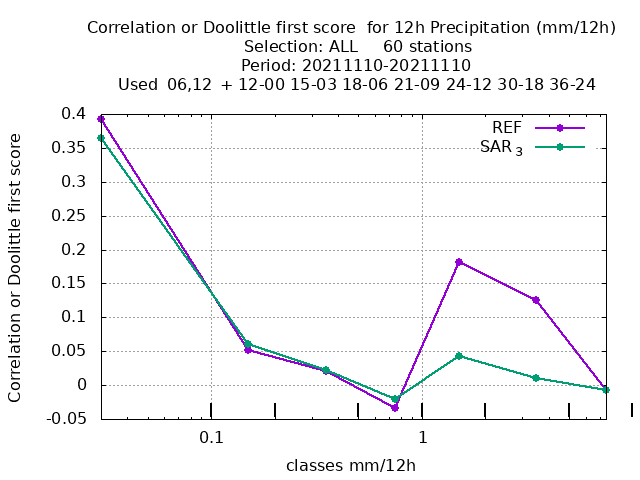 Correlation or Doolittle first score  for 12h Precipitation (mm/12h)
Selection: ALL     60 stations
Period: 20211110-20211110
Used  06,12  + 12-00 15-03 18-06 21-09 24-12 30-18 36-24
REF
SAR 3
0.4
0.35
0.3
0.25
0.2
0.15
0.1
0.05
0
-0.05
Correlation or Doolittle first score
0.1
1
classes mm/12h